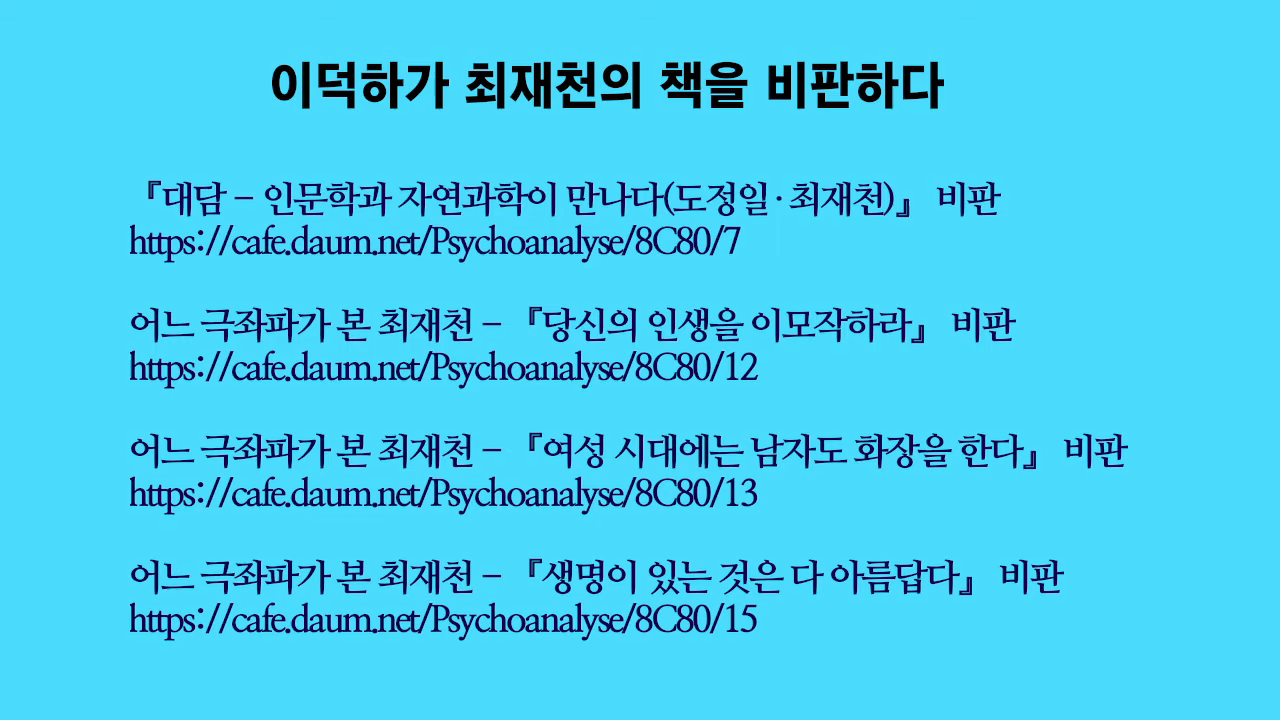 이덕하가 최재천의 책을 비판하다
『대담 – 인문학과 자연과학이 만나다(도정일·최재천)』 비판
https://cafe.daum.net/Psychoanalyse/8C80/7
어느 극좌파가 본 최재천 – 『당신의 인생을 이모작하라』 비판
https://cafe.daum.net/Psychoanalyse/8C80/12
어느 극좌파가 본 최재천 – 『여성 시대에는 남자도 화장을 한다』 비판
https://cafe.daum.net/Psychoanalyse/8C80/13
어느 극좌파가 본 최재천 – 『생명이 있는 것은 다 아름답다』 비판
https://cafe.daum.net/Psychoanalyse/8C80/15